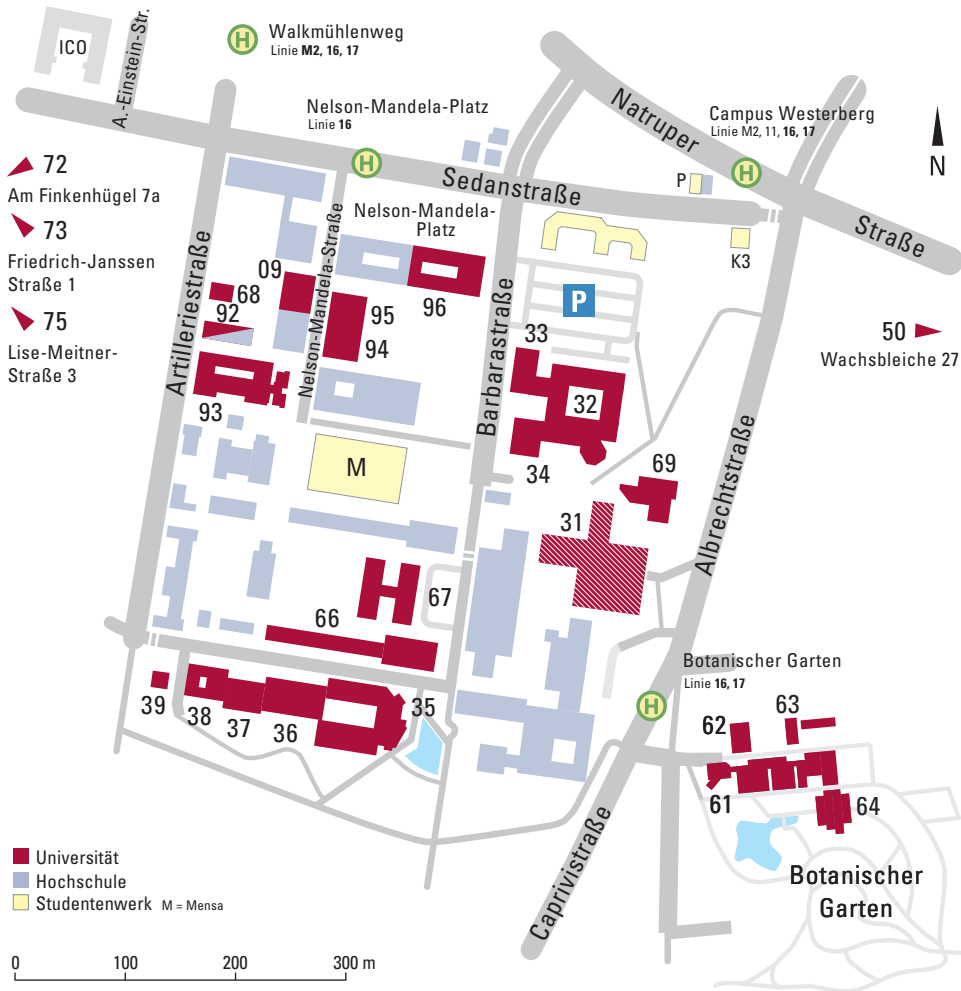 ICO
A.-Einstein-Str.
H
Walkmühlenweg
Linie M2, 16, 17
Nelson-Mandela-Platz
Linie 16
H
Natruper
Straße
Campus Westerberg
Linie M2, 11, 16, 17
H
N
72
Am Finkenhügel 7a
73
Friedrich-Janssen
Straße 1
75
Lise-Meitner-
Straße 3
Sedanstraße
P
K3
Nelson-Mandela-
Platz
Artilleriestraße
Nelson-Mandela-Straße
Barbarastraße
Albrechtstraße
09
68
92
95
94
96
P
33
32
34
50
Wachsbleiche 27
93
M
69
31
67
66
39
38
37
36
35
Botanischer Garten
Linie 16, 17
H
62
63
61
64
Caprivistraße
Botanischer
Garten
Universität
Hochschule
Studentenwerk M = Mensa
0 100 200 300 m